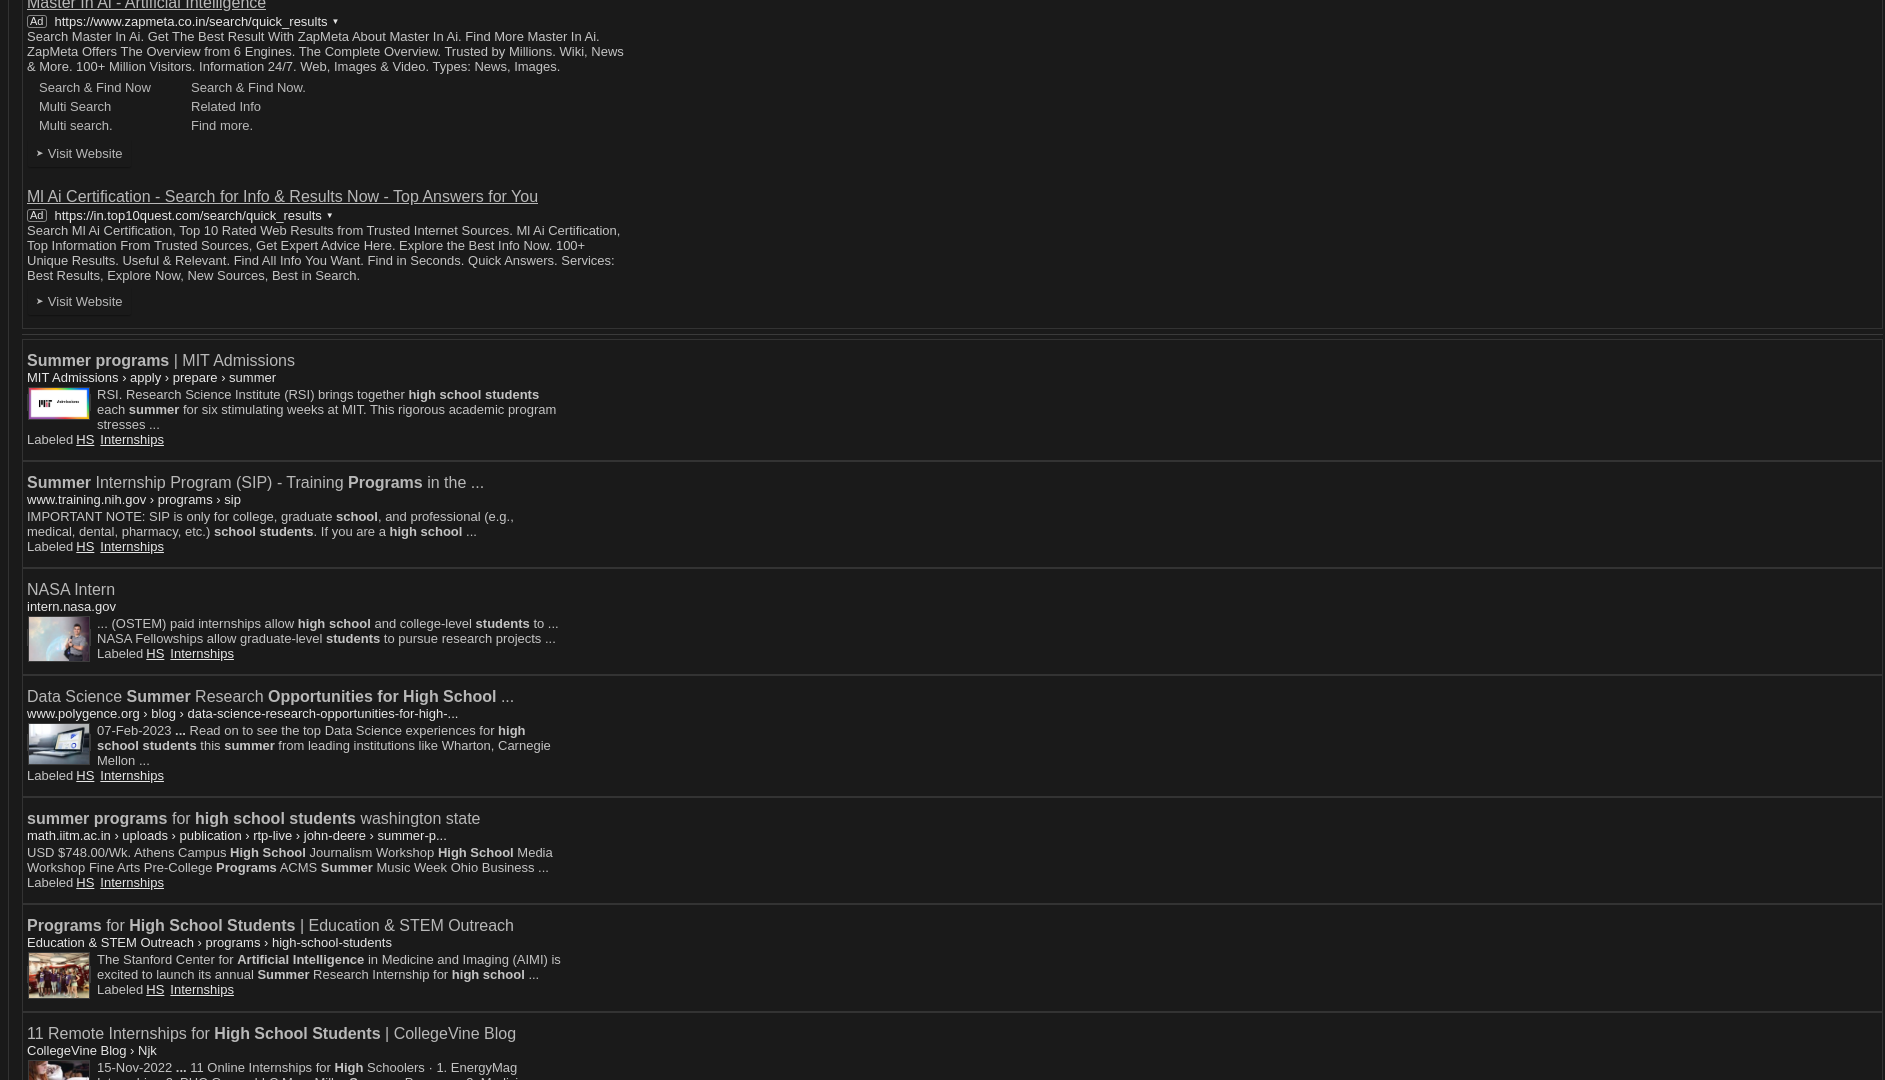 Master In AI - Artificial Intelligence
Ad https://www.zapmeta.co.in/search/quick_results ▼
Search Master In Ai. Get The Best Result With ZapMeta About Master In Ai. Find More Master In Ai.
ZapMeta Offers The Overview from 6 Engines. The Complete Overview. Trusted by Millions. Wiki, News
& More. 100+ Million Visitors. Information 24/7. Web, Images & Video. Types: News, Images.
Search & Find Now Search & Find Now.
Multi Search Related Info
Multi search. Find more.
➤ Visit Website
Ml Ai Certification - Search for Info & Results Now - Top Answers for You
Ad https://in.top10quest.com/search/quick_results ▼
Search Ml Ai Certification, Top 10 Rated Web Results from Trusted Internet Sources. Ml Ai Certification,
Top Information From Trusted Sources, Get Expert Advice Here. Explore the Best Info Now. 100+
Unique Results. Useful & Relevant. Find All Info You Want. Find in Seconds. Quick Answers. Services:
Best Results, Explore Now, New Sources, Best in Search.
➤ Visit Website
Summer programs | MIT Admissions
MIT Admissions › apply › prepare › summer
RSI. Research Science Institute (RSI) brings together high school students
each summer for six stimulating weeks at MIT. This rigorous academic program
stresses ...
Labeled HS Internships
Summer Internship Program (SIP) - Training Programs in the ...
www.training.nih.gov › programs › sip
IMPORTANT NOTE: SIP is only for college, graduate school, and professional (e.g.,
medical, dental, pharmacy, etc.) school students. If you are a high school ...
Labeled HS Internships
NASA Intern
intern.nasa.gov
... (OSTEM) paid internships allow high school and college-level students to ...
NASA Fellowships allow graduate-level students to pursue research projects ...
Labeled HS Internships
Data Science Summer Research Opportunities for High School ...
www.polygence.org › blog › data-science-research-opportunities-for-high-...
07-Feb-2023 ... Read on to see the top Data Science experiences for high
school students this summer from leading institutions like Wharton, Carnegie
Mellon ...
Labeled HS Internships
summer programs for high school students washington state
math.iitm.ac.in › uploads › publication › rtp-live › john-deere › summer-p...
USD $748.00/Wk. Athens Campus High School Journalism Workshop High School Media
Workshop Fine Arts Pre-College Programs ACMS Summer Music Week Ohio Business ...
Labeled HS Internships
Programs for High School Students | Education & STEM Outreach
Education & STEM Outreach › programs › high-school-students
The Stanford Center for Artificial Intelligence in Medicine and Imaging (AIMI) is
excited to launch its annual Summer Research Internship for high school ...
Labeled HS Internships
11 Remote Internships for High School Students | CollegeVine Blog
CollegeVine Blog › Njk
15-Nov-2022 ... 11 Online Internships for High Schoolers · 1. EnergyMag